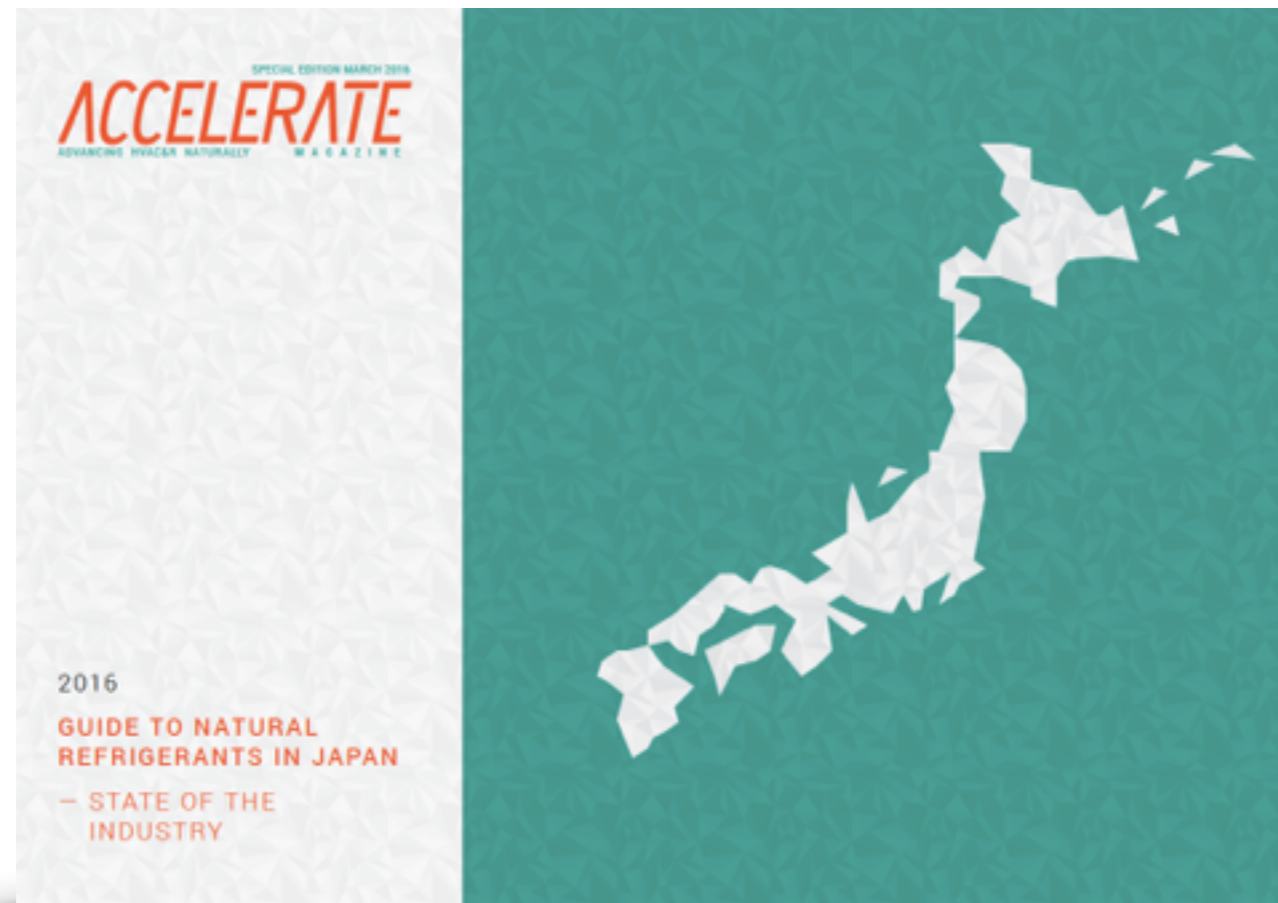 SPECIAL EDITION MARCH 2016
ACCELERATE
ADVANCING HVAC&R NATURALLY MAGAZINE
2016
GUIDE TO NATURAL
REFRIGERANTS IN JAPAN
— STATE OF THE
INDUSTRY